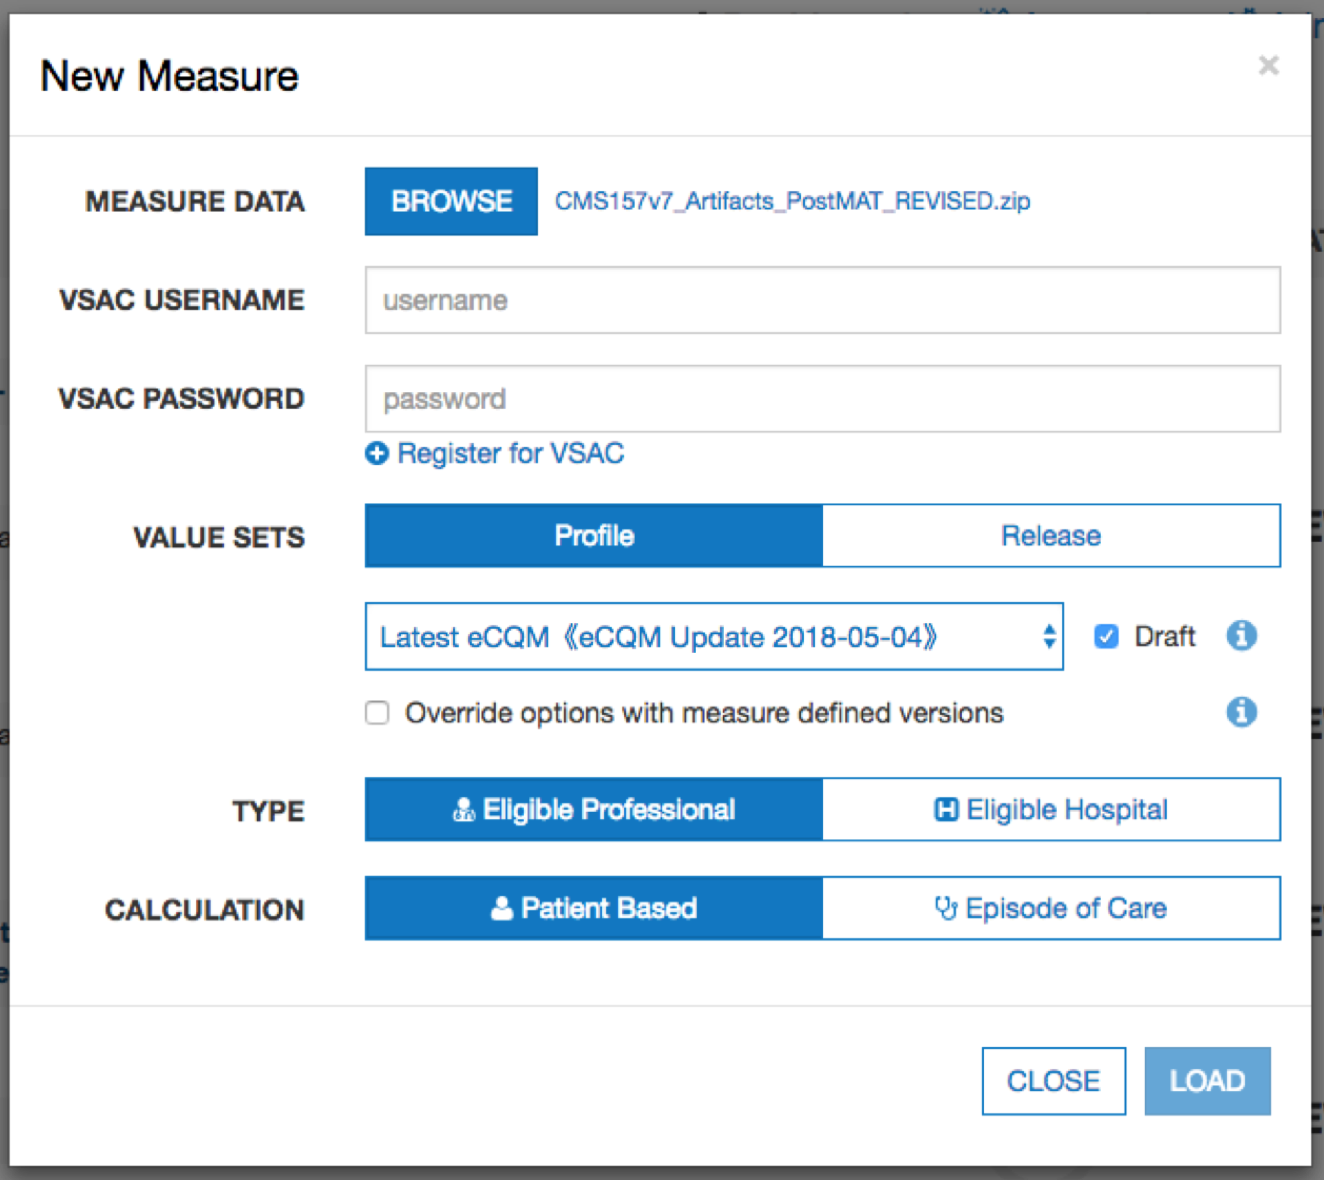 New Measure ×
MEASURE DATA BROWSE CMS157v7_Artifacts_PostMAT_REVISED.zip
VSAC USERNAME username
VSAC PASSWORD password
Register for VSAC
VALUE SETS Profile Release
Latest eCQM《eCQM Update 2018-05-04》 Draft
Override options with measure defined versions
TYPE Eligible Professional H Eligible Hospital
CALCULATION Patient Based Episode of Care
CLOSE LOAD